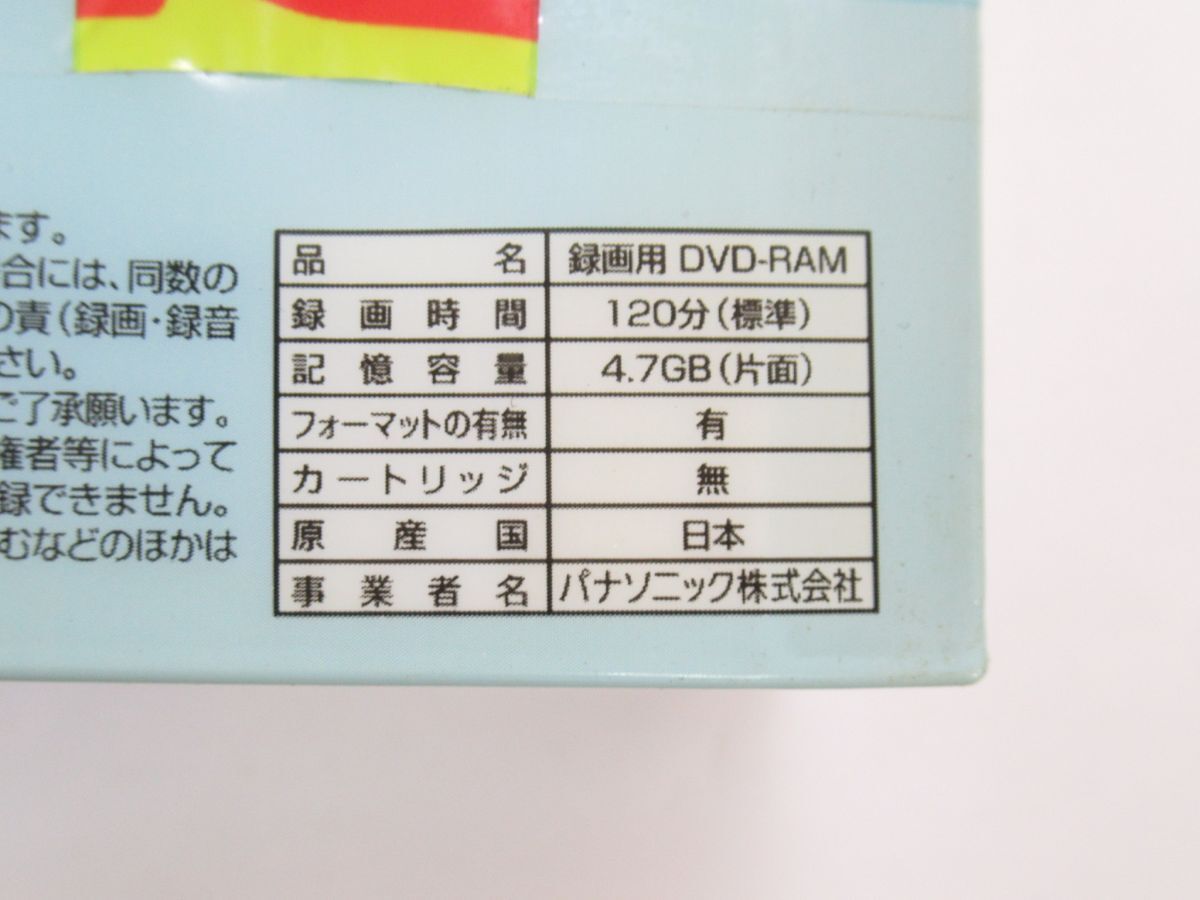 ます。
合には、同数の
の責(録画・録音
さい。
ご了承願います。
権者等によって
録できません。
むなどのほかは
品名 録画用 DVD-RAM
録画時間 120分(標準)
記憶容量 4.7GB(片面)
フォーマットの有無 有
カートリッジ 無
原産国 日本
事業者名 パナソニック株式会社